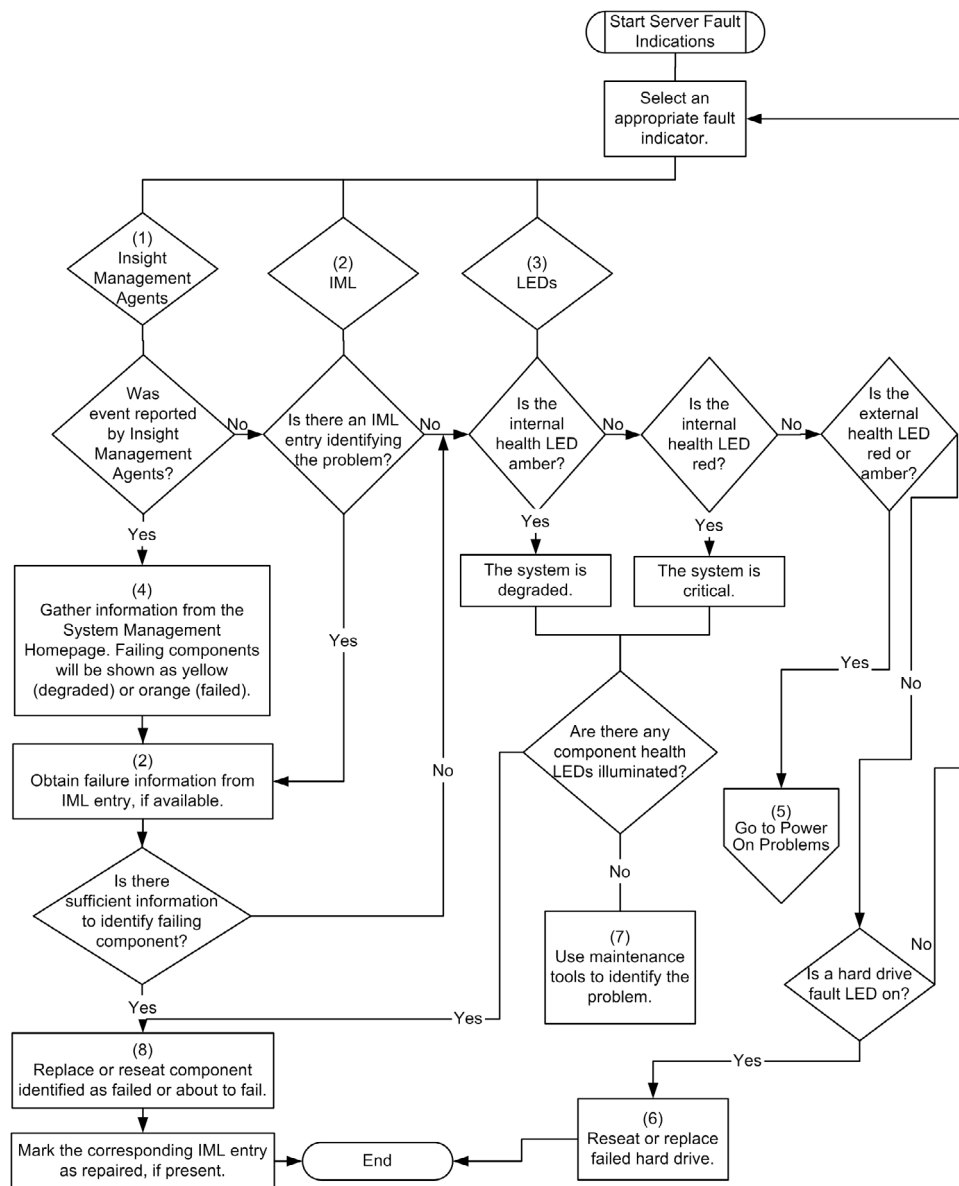 Start Server Fault
Indications
Select an
appropriate fault
indicator.
(1)
Insight
Management
Agents
(2)
IML
(3)
LEDs
Was
event reported
by Insight
Management
Agents?
No
Is there an IML
entry identifying
the problem?
No
Is the
internal
health LED
amber?
No
Is the
internal
health LED
red?
No
Is the
external
health LED
red or
amber?
Yes
Yes
Yes
(4)
Gather information from the
System Management
Homepage. Failing components
will be shown as yellow
(degraded) or orange (failed).
The system is
degraded.
The system is
critical.
Yes
Yes
No
Are there any
component health
LEDs illuminated?
No
(2)
Obtain failure information from
IML entry, if available.
(5)
Go to Power
On Problems
Is there
sufficient information
to identify failing
component?
No
(7)
Use maintenance
tools to identify the
problem.
No
Is a hard drive
fault LED on?
Yes
Yes
Yes
(8)
Replace or reseat component
identified as failed or about to fail.
(6)
Reseat or replace
failed hard drive.
Mark the corresponding IML entry
as repaired, if present.
End